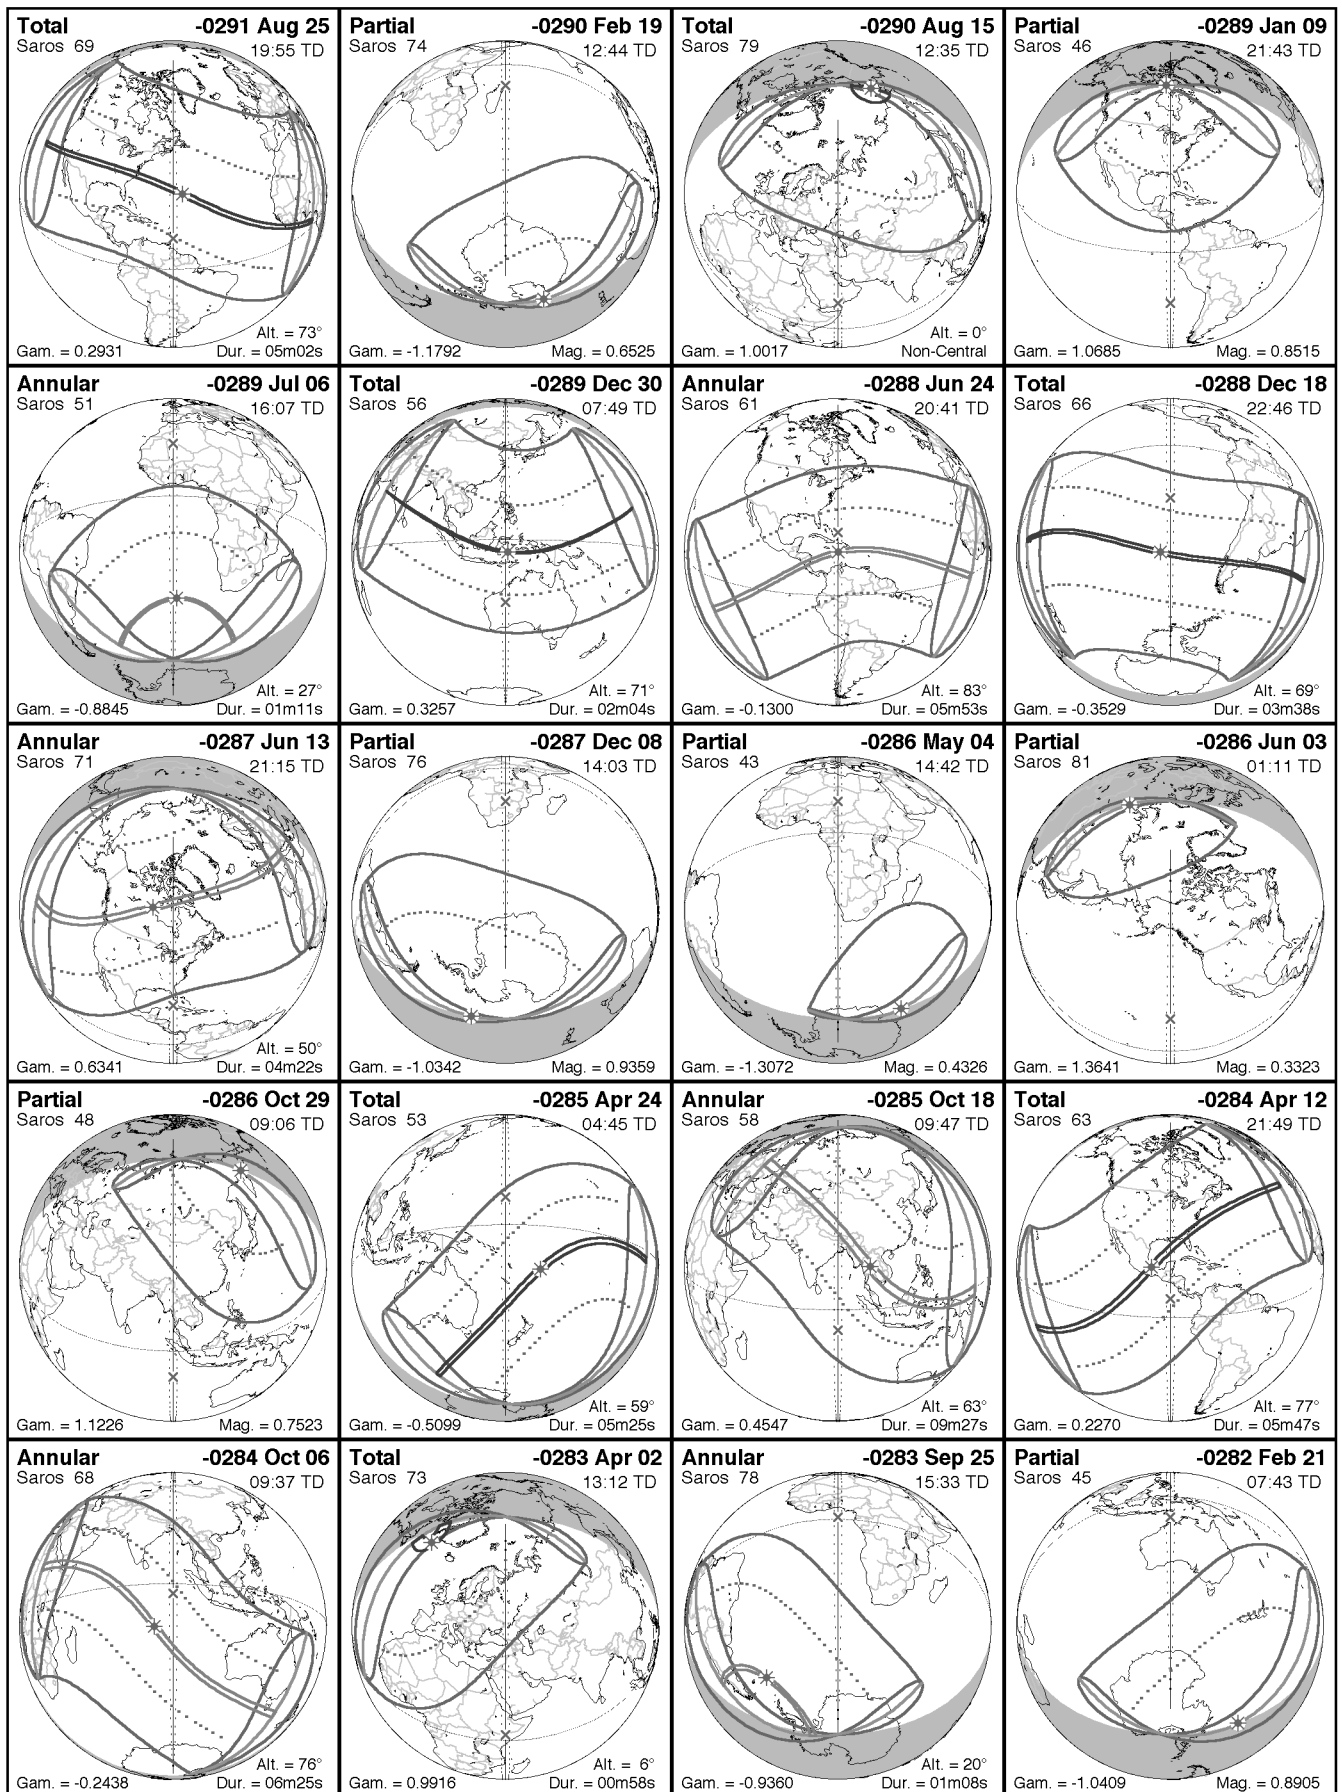 Total -0291 Aug 25
Saros 69 19:55 TD
Alt. = 73°
Gam. = 0.2931 Dur. = 05m02s
Partial -0290 Feb 19
Saros 74 12:44 TD
Gam. = -1.1792 Mag. = 0.6525
Total -0290 Aug 15
Saros 79 12:35 TD
Alt. = 0°
Gam. = 1.0017 Non-Central
Partial -0289 Jan 09
Saros 46 21:43 TD
Gam. = 1.0685 Mag. = 0.8515
Annular -0289 Jul 06
Saros 51 16:07 TD
Alt. = 27°
Gam. = -0.8845 Dur. = 01m11s
Total -0289 Dec 30
Saros 56 07:49 TD
Alt. = 71°
Gam. = 0.3257 Dur. = 02m04s
Annular -0288 Jun 24
Saros 61 20:41 TD
Alt. = 83°
Gam. = -0.1300 Dur. = 05m53s
Total -0288 Dec 18
Saros 66 22:46 TD
Alt. = 69°
Gam. = -0.3529 Dur. = 03m38s
Annular -0287 Jun 13
Saros 71 21:15 TD
Alt. = 50°
Gam. = 0.6341 Dur. = 04m22s
Partial -0287 Dec 08
Saros 76 14:03 TD
Gam. = -1.0342 Mag. = 0.9359
Partial -0286 May 04
Saros 43 14:42 TD
Gam. = -1.3072 Mag. = 0.4326
Partial -0286 Jun 03
Saros 81 01:11 TD
Gam. = 1.3641 Mag. = 0.3323
Partial -0286 Oct 29
Saros 48 09:06 TD
Gam. = 1.1226 Mag. = 0.7523
Total -0285 Apr 24
Saros 53 04:45 TD
Alt. = 59°
Gam. = -0.5099 Dur. = 05m25s
Annular -0285 Oct 18
Saros 58 09:47 TD
Alt. = 63°
Gam. = 0.4547 Dur. = 09m27s
Total -0284 Apr 12
Saros 63 21:49 TD
Alt. = 77°
Gam. = 0.2270 Dur. = 05m47s
Annular -0284 Oct 06
Saros 68 09:37 TD
Alt. = 76°
Gam. = -0.2438 Dur. = 06m25s
Total -0283 Apr 02
Saros 73 13:12 TD
Alt. = 6°
Gam. = 0.9916 Dur. = 00m58s
Annular -0283 Sep 25
Saros 78 15:33 TD
Alt. = 20°
Gam. = -0.9360 Dur. = 01m08s
Partial -0282 Feb 21
Saros 45 07:43 TD
Gam. = -1.0409 Mag. = 0.8905